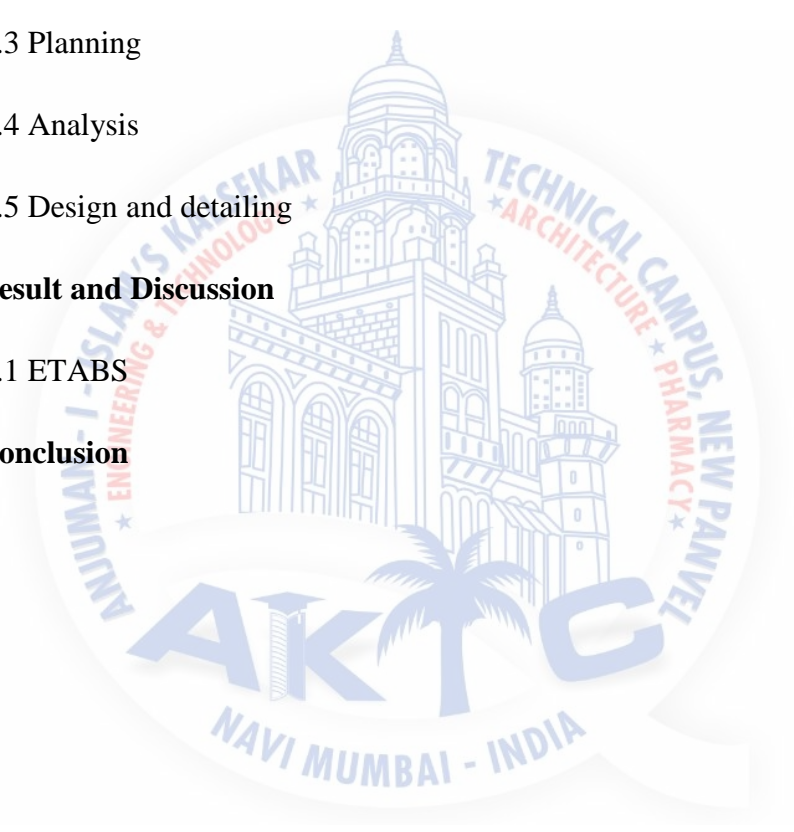 .3 Planning
.4 Analysis
.5 Design and detailing
esult and Discussion
.1 ETABS
onclusion
ANJUMAN - I - ISLAM'S KALSEKAR TECHNICAL CAMPUS, NEW PANVEL
★ ENGINEERING & TECHNOLOGY ★ ★ ARCHITECTURE ★ PHARMACY ★
AKTC
NAVI MUMBAI - INDIA